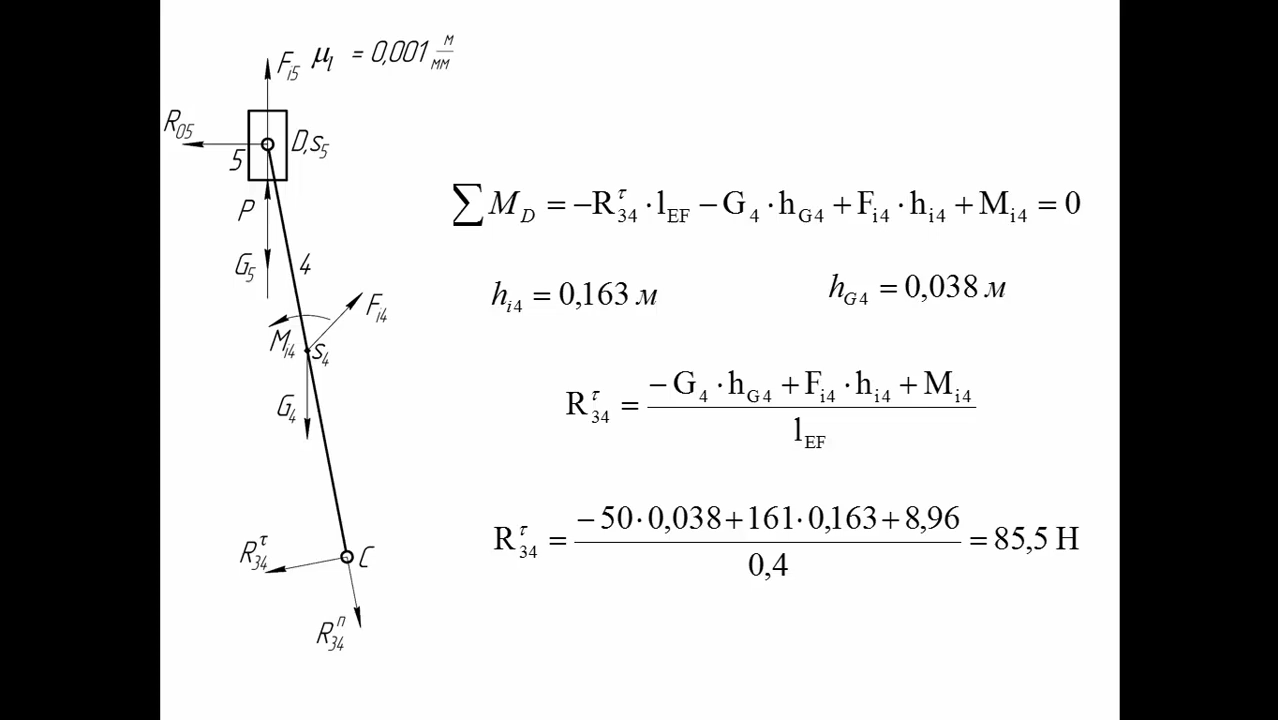 F_i5 μ_l = 0,001 м/мм
R_05
5
D,s_5
P
G_5
4
F_i4
M_i4
s_4
G_4
R^τ_34
C
R^п_34
∑M_D = −R^τ_34 · l_EF − G_4 · h_G4 + F_i4 · h_i4 + M_i4 = 0
h_i4 = 0,163 м
h_G4 = 0,038 м
R^τ_34 = (−G_4 · h_G4 + F_i4 · h_i4 + M_i4) / l_EF
R^τ_34 = (−50·0,038+161·0,163+8,96) / 0,4 = 85,5 Н